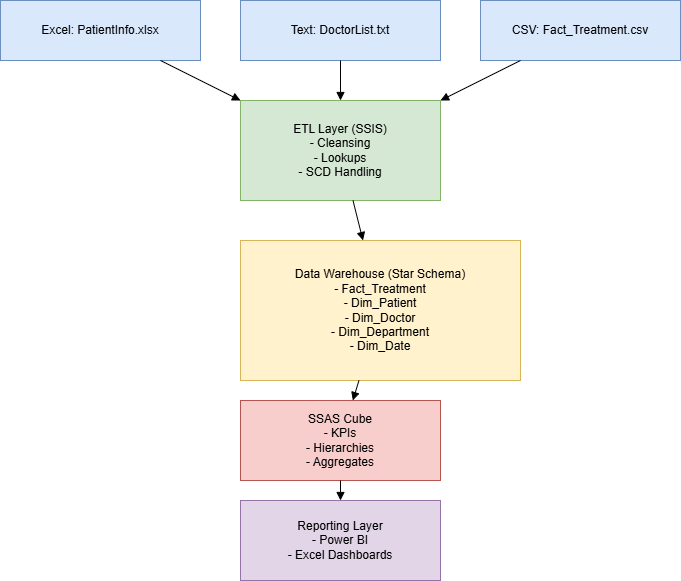 Excel: PatientInfo.xlsx
Text: DoctorList.txt
CSV: Fact_Treatment.csv
ETL Layer (SSIS)
- Cleansing
- Lookups
- SCD Handling
Data Warehouse (Star Schema)
- Fact_Treatment
- Dim_Patient
- Dim_Doctor
- Dim_Department
- Dim_Date
SSAS Cube
- KPIs
- Hierarchies
- Aggregates
Reporting Layer
- Power BI
- Excel Dashboards